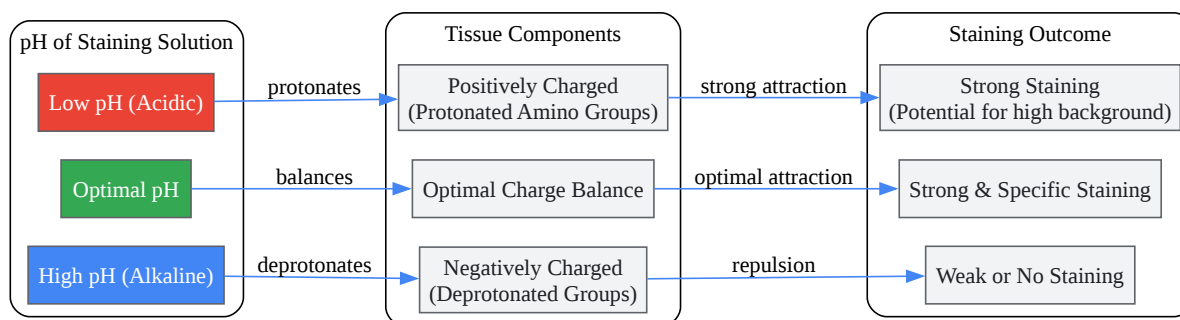 pH of Staining Solution
Tissue Components
Staining Outcome
Low pH (Acidic)
protonates
Positively Charged
(Protonated Amino Groups)
strong attraction
Strong Staining
(Potential for high background)
Optimal pH
balances
Optimal Charge Balance
optimal attraction
Strong & Specific Staining
High pH (Alkaline)
deprotonates
Negatively Charged
(Deprotonated Groups)
repulsion
Weak or No Staining